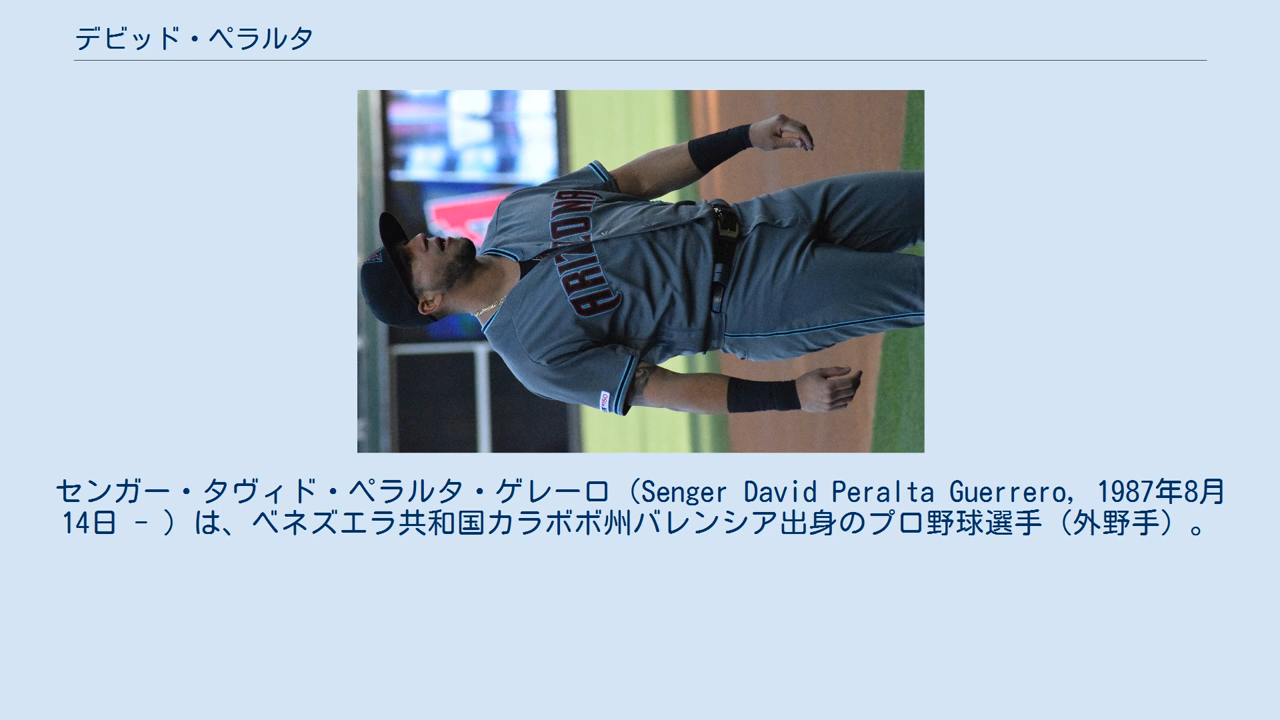 デビッド・ペラルタ
ARIZONA
センガー・タヴィド・ペラルタ・ゲレーロ（Senger David Peralta Guerrero, 1987年8月
14日 - ）は、ベネズエラ共和国カラボボ州バレンシア出身のプロ野球選手（外野手）。